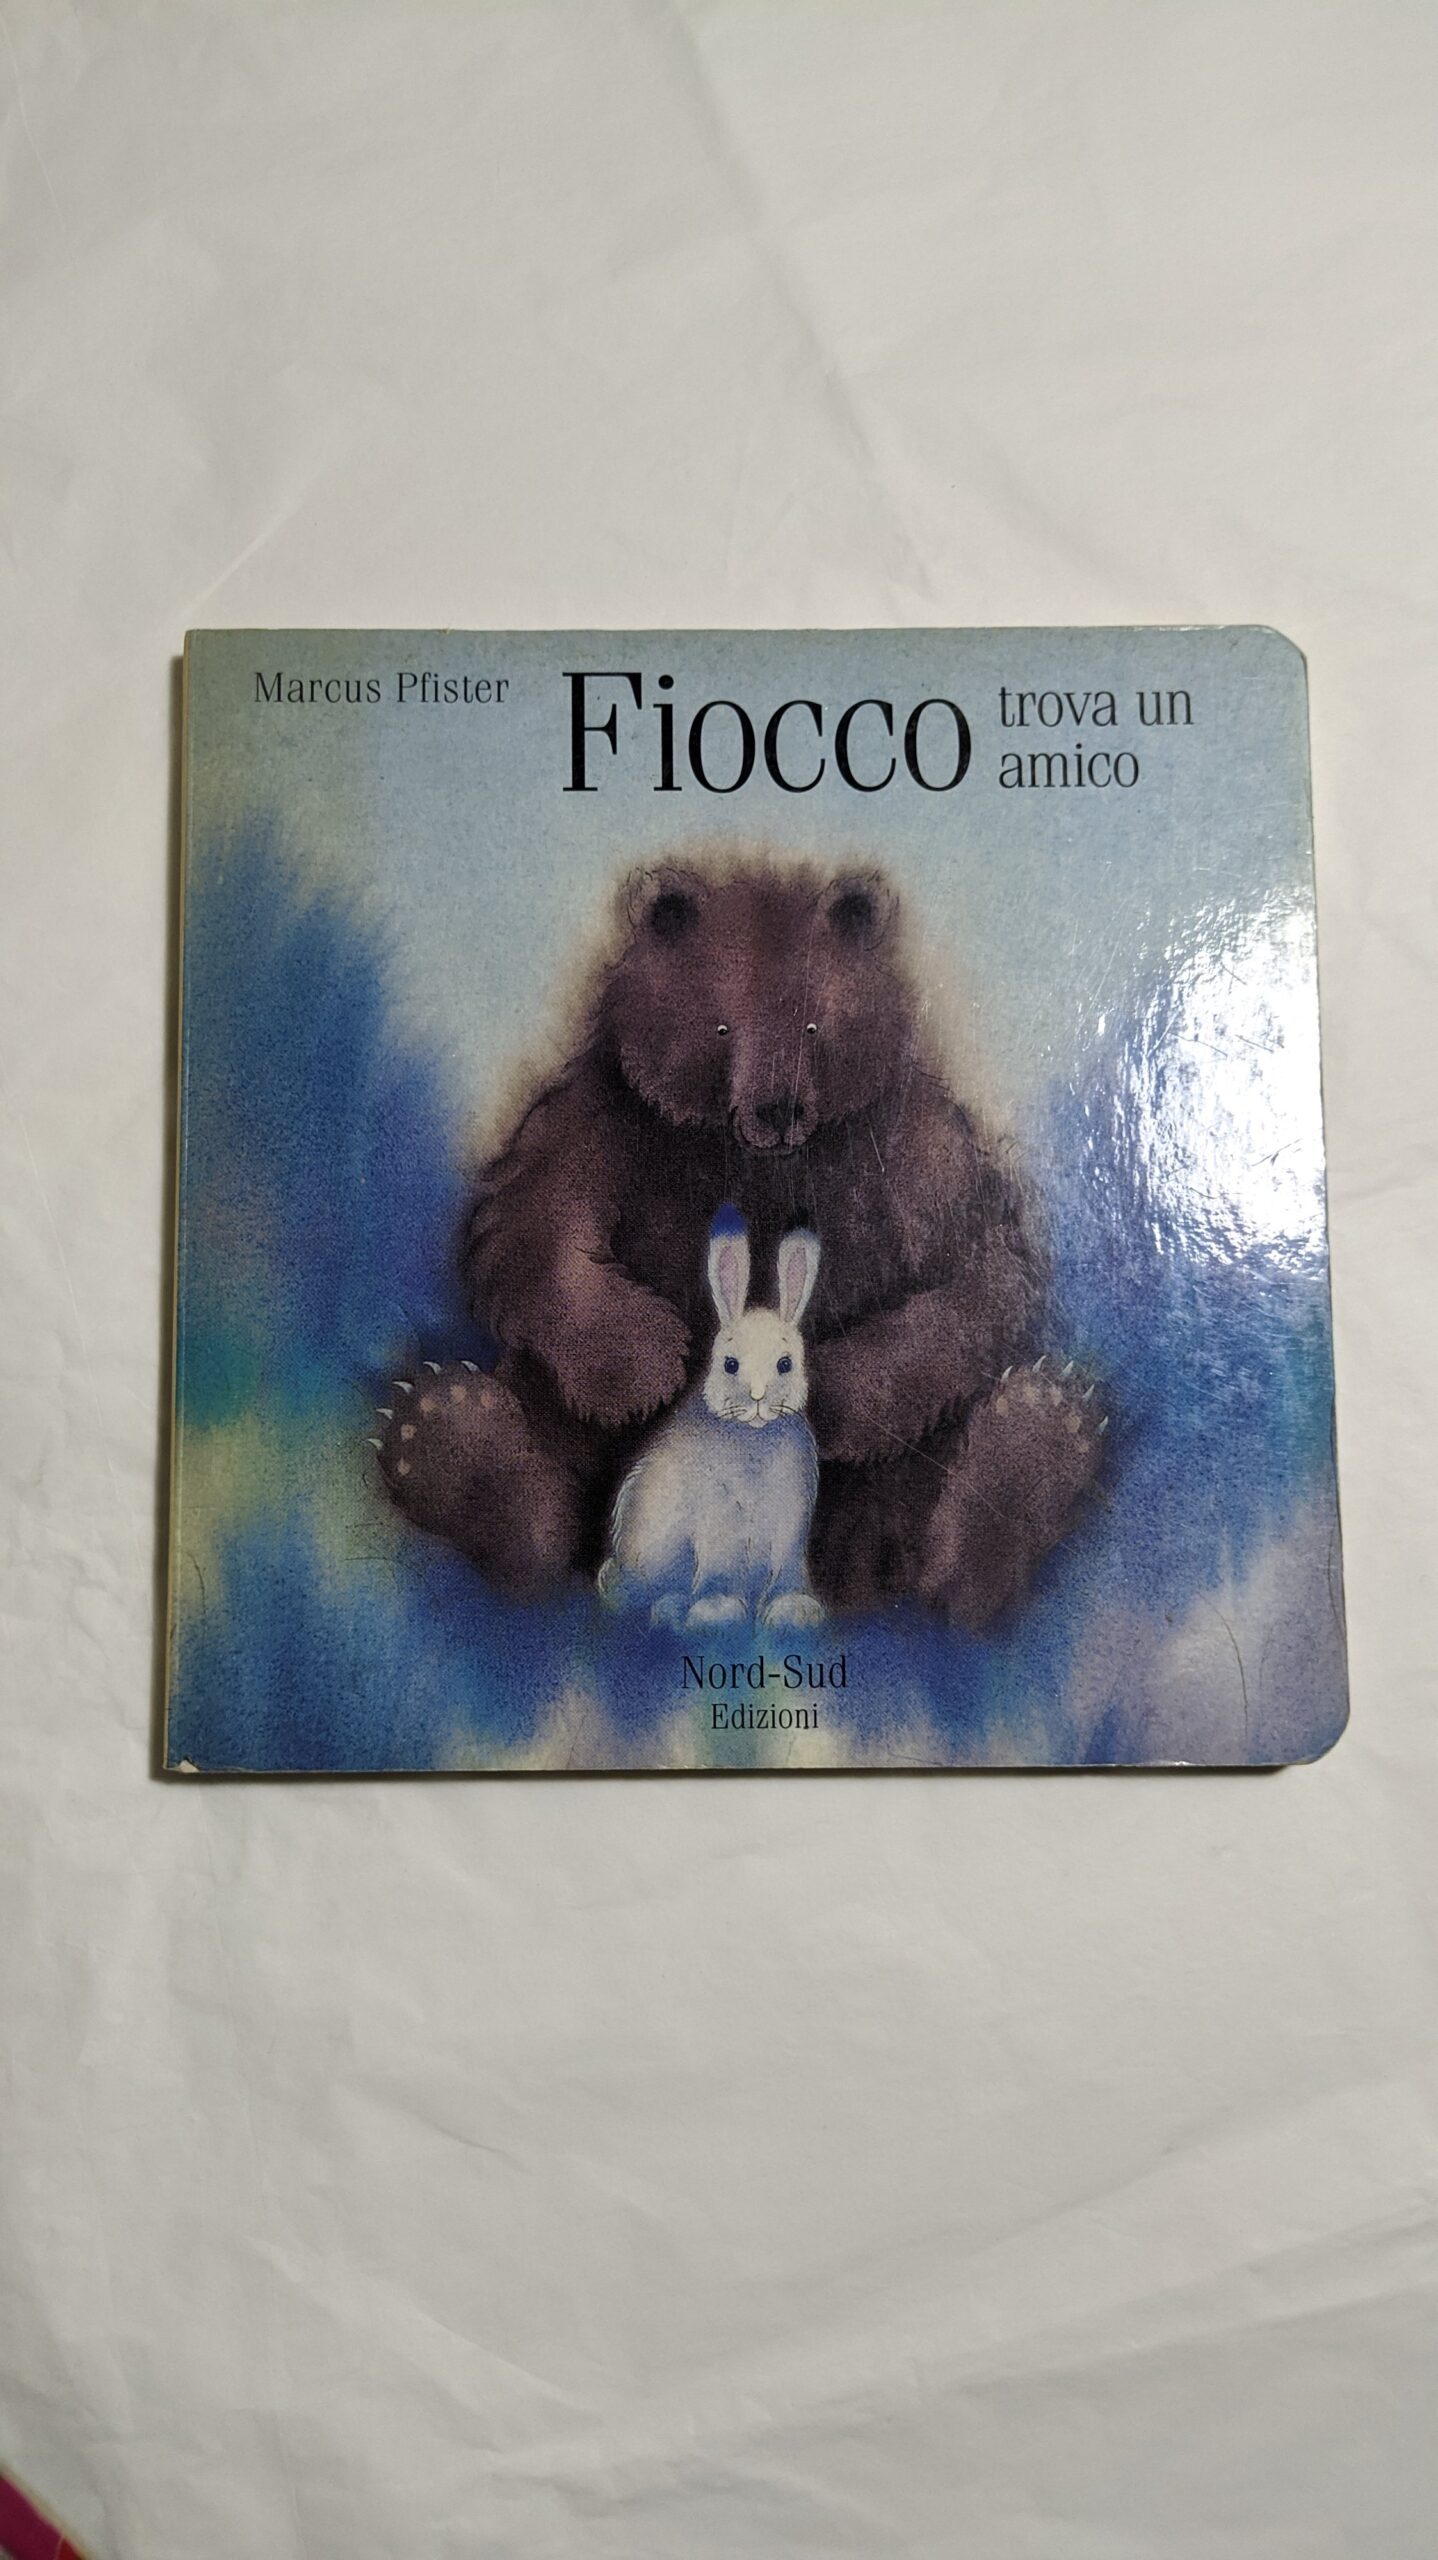 Marcus Pfister
Fiocco
trova un
amico
Nord-Sud
Edizioni